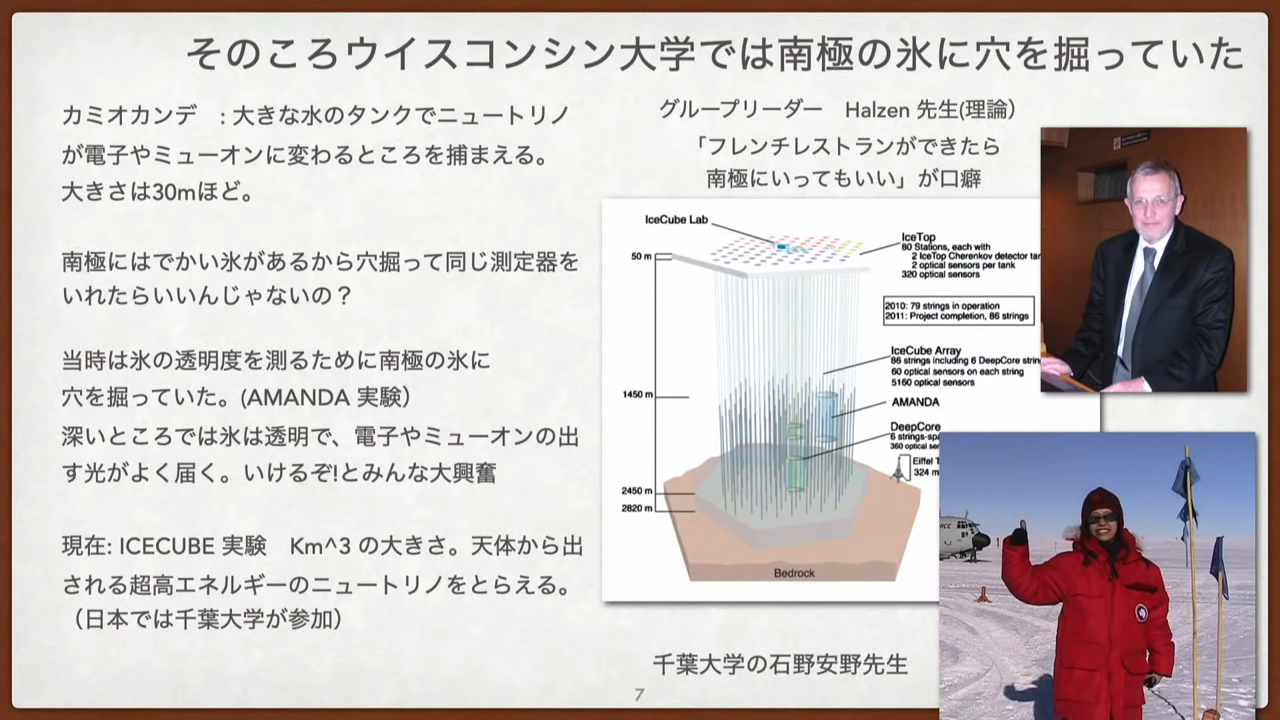 そのころウイスコンシン大学では南極の氷に穴を掘っていた
カミオカンデ　: 大きな水のタンクでニュートリノ
が電子やミューオンに変わるところを捕まえる。
大きさは30mほど。
南極にはでかい氷があるから穴掘って同じ測定器を
いれたらいいんじゃないの？
当時は氷の透明度を測るために南極の氷に
穴を掘っていた。(AMANDA 実験）
深いところでは氷は透明で、電子やミューオンの出
す光がよく届く。いけるぞ!とみんな大興奮
現在: ICECUBE 実験　Km^3 の大きさ。天体から出
される超高エネルギーのニュートリノをとらえる。
（日本では千葉大学が参加）
グループリーダー　Halzen 先生(理論）
「フレンチレストランができたら
南極にいってもいい」が口癖
IceCube Lab
50 m
IceTop
80 Stations, each with
2 IceTop Cherenkov detector tan
2 optical sensors per tank
320 optical sensors
2010: 79 strings in operation
2011: Project completion, 86 strings
IceCube Array
86 strings including 6 DeepCore strin
60 optical sensors on each string
5160 optical sensors
1450 m
AMANDA
DeepCore
6 strings-spa
360 optical sen
Eiffel T
324 m
2450 m
2820 m
Bedrock
千葉大学の石野安野先生
7